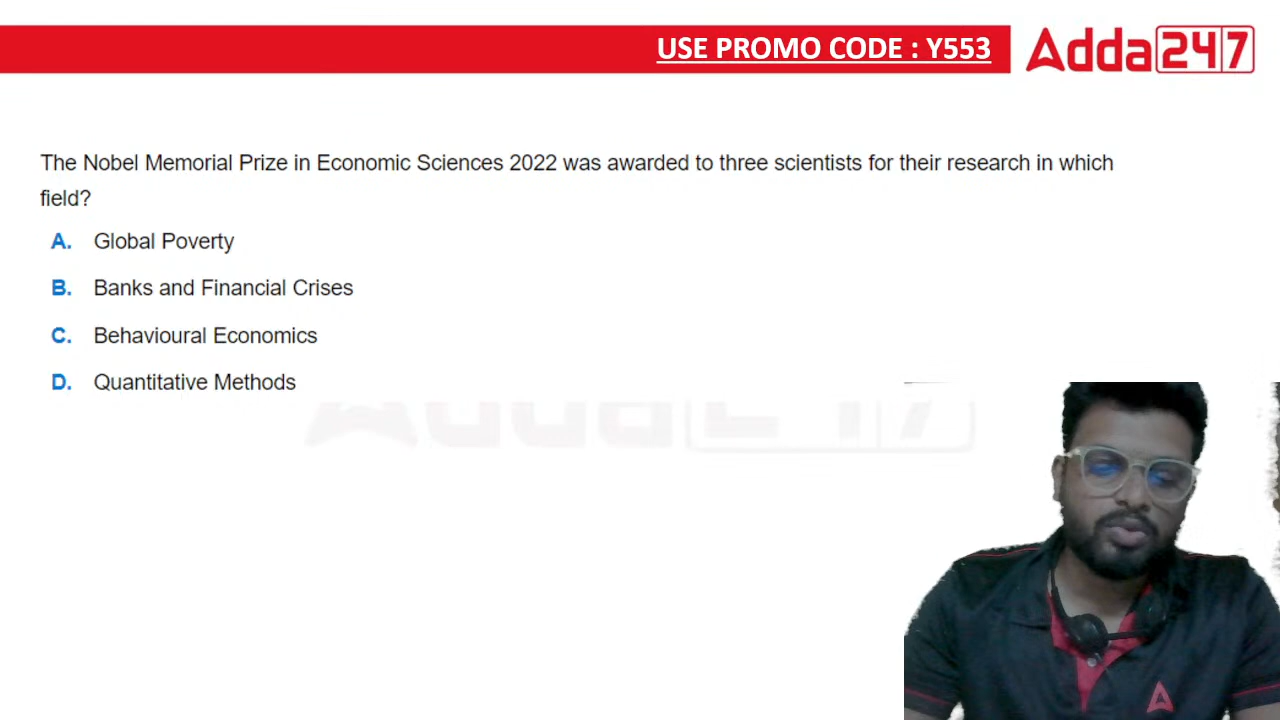 USE PROMO CODE : Y553
Adda247
The Nobel Memorial Prize in Economic Sciences 2022 was awarded to three scientists for their research in which
field?
A. Global Poverty
B. Banks and Financial Crises
C. Behavioural Economics
D. Quantitative Methods
Adda247